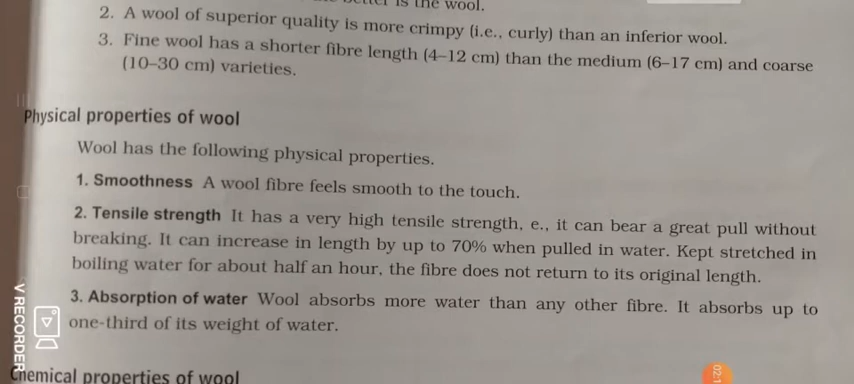 is the wool.
2. A wool of superior quality is more crimpy (i.e., curly) than an inferior wool.
3. Fine wool has a shorter fibre length (4–12 cm) than the medium (6–17 cm) and coarse
(10–30 cm) varieties.
Physical properties of wool
Wool has the following physical properties.
1. Smoothness A wool fibre feels smooth to the touch.
2. Tensile strength It has a very high tensile strength, e., it can bear a great pull without
breaking. It can increase in length by up to 70% when pulled in water. Kept stretched in
boiling water for about half an hour, the fibre does not return to its original length.
3. Absorption of water Wool absorbs more water than any other fibre. It absorbs up to
one-third of its weight of water.
Chemical properties of wool
V RECORDER